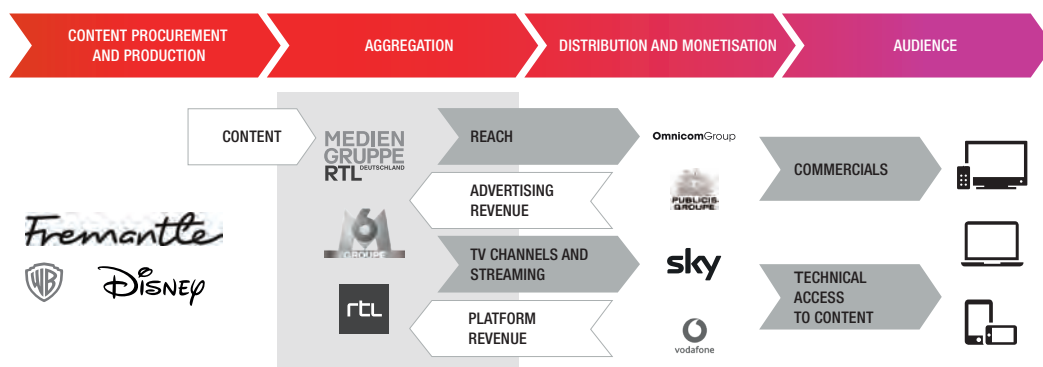 CONTENT PROCUREMENT
AND PRODUCTION
AGGREGATION
DISTRIBUTION AND MONETISATION
AUDIENCE
CONTENT
MEDIEN
GRUPPE
RTL DEUTSCHLAND
REACH
OmnicomGroup
COMMERCIALS
ADVERTISING
REVENUE
PUBLICIS
GROUPE
Fremantle
M6
GROUPE
TV CHANNELS AND
STREAMING
sky
WB
Disney
TECHNICAL
ACCESS
TO CONTENT
rtl
PLATFORM
REVENUE
vodafone